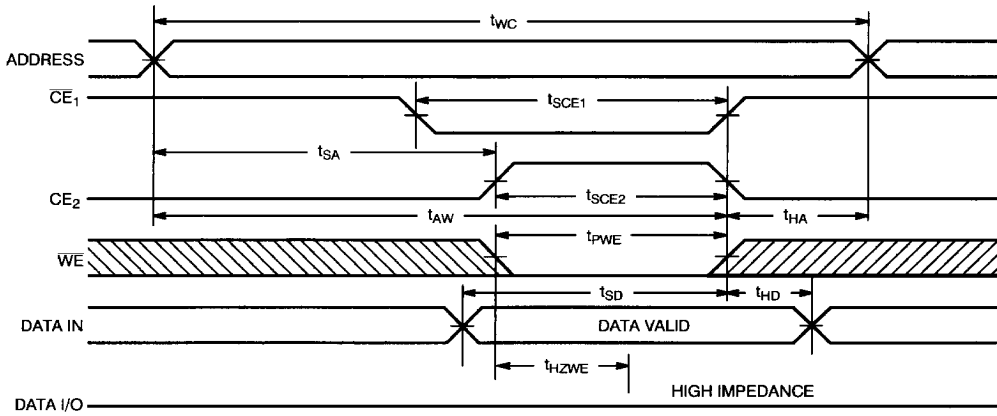 tWC
ADDRESS
CE1
tSCE1
tSA
CE2
tSCE2
tAW
tHA
WE
tPWE
tSD
tHD
DATA IN
DATA VALID
tHZWE
HIGH IMPEDANCE
DATA I/O